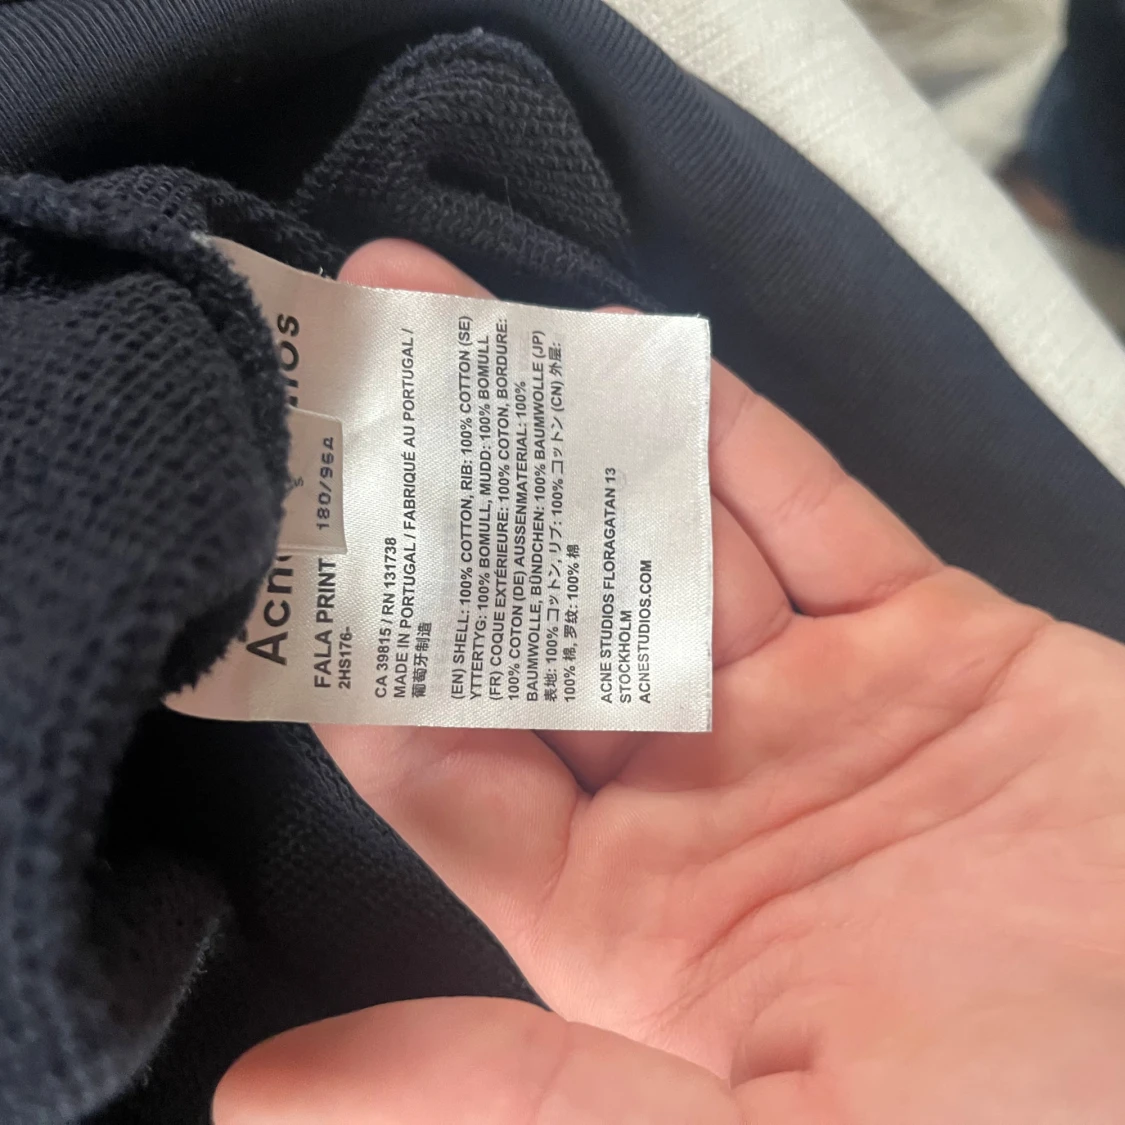 Acne
S
180/96A
FALA PRINT
2HS176-
CA 39815 / RN 131738
MADE IN PORTUGAL / FABRIQUÉ AU PORTUGAL /
葡萄牙制造
(EN) SHELL: 100% COTTON, RIB: 100% COTTON (SE)
YTTERTYG: 100% BOMULL, MUDD: 100% BOMULL
(FR) COQUE EXTÉRIEURE: 100% COTON, BORDURE:
100% COTON (DE) AUSSENMATERIAL: 100%
BAUMWOLLE, BÜNDCHEN: 100% BAUMWOLLE (JP)
表地: 100% コットン, リブ: 100% コットン (CN) 外层:
100% 棉, 罗纹: 100% 棉
ACNE STUDIOS FLORAGATAN 13
STOCKHOLM
ACNESTUDIOS.COM